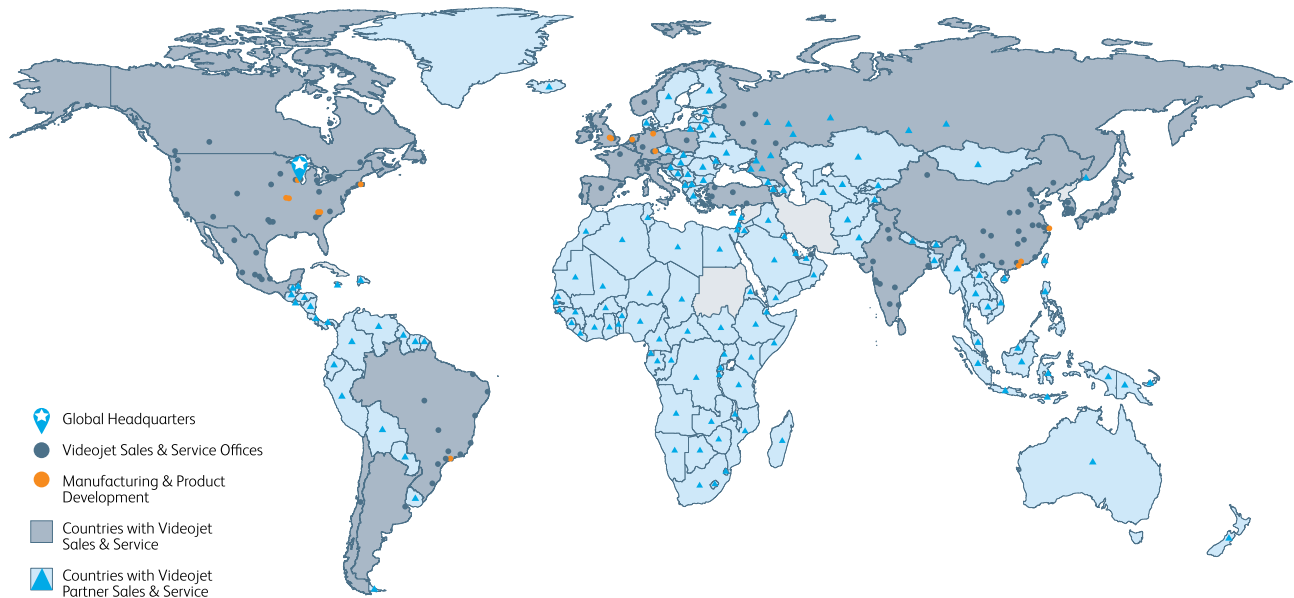 Global Headquarters
Videojet Sales & Service Offices
Manufacturing & Product
Development
Countries with Videojet
Sales & Service
Countries with Videojet
Partner Sales & Service